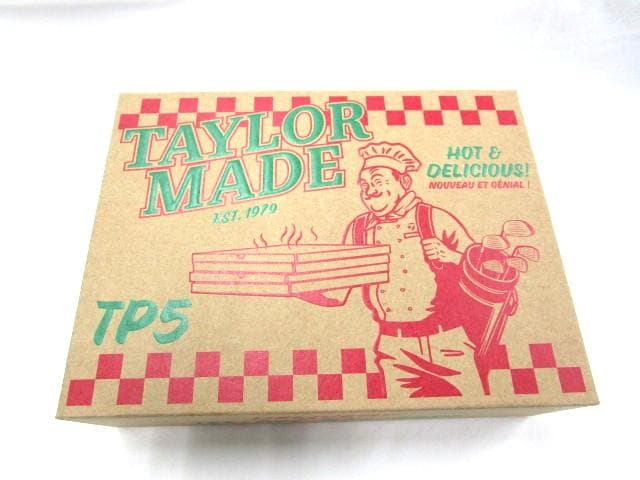 TAYLOR
MADE
EST. 1979
HOT &
DELICIOUS!
NOUVEAU ET GÉNIAL!
TP5